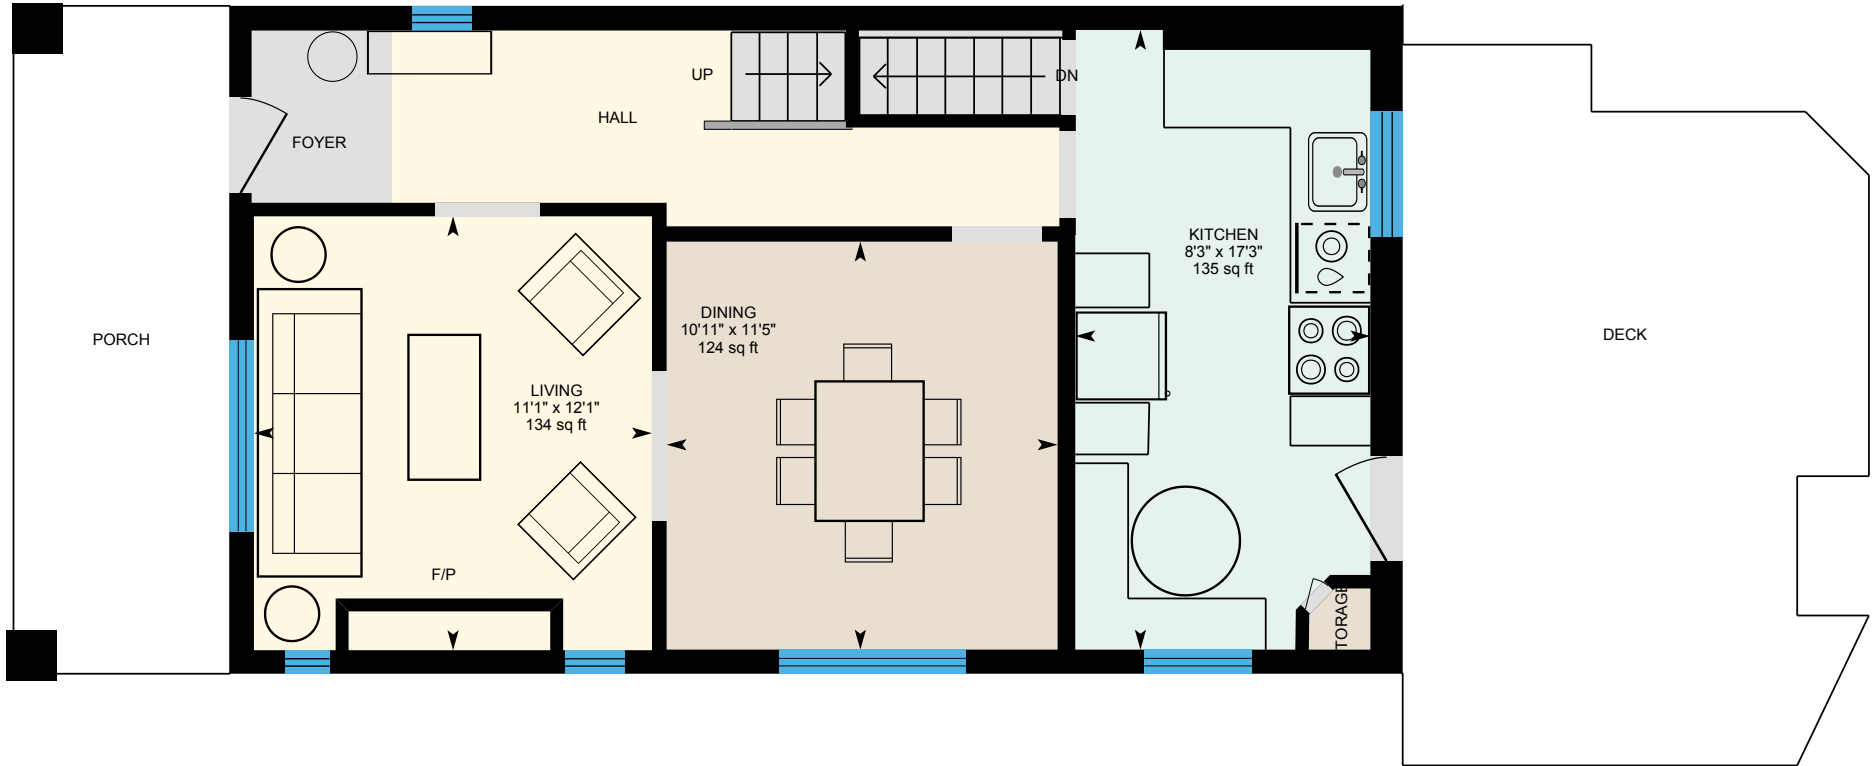 UP
DN
HALL
FOYER
KITCHEN
8'3" x 17'3"
135 sq ft
DINING
10'11" x 11'5"
124 sq ft
PORCH
DECK
LIVING
11'1" x 12'1"
134 sq ft
F/P
TORAGE